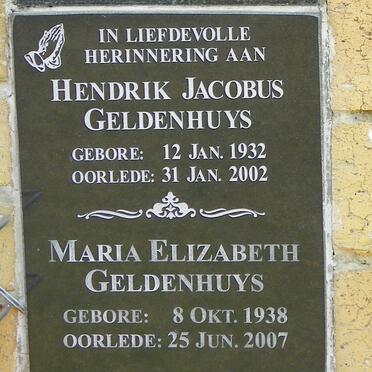 IN LIEFDEVOLLE
HERINNERING AAN
HENDRIK JACOBUS
GELDENHUYS
GEBORE: 12 JAN. 1932
OORLEDE: 31 JAN. 2002
MARIA ELIZABETH
GELDENHUYS
GEBORE: 8 OKT. 1938
OORLEDE: 25 JUN. 2007